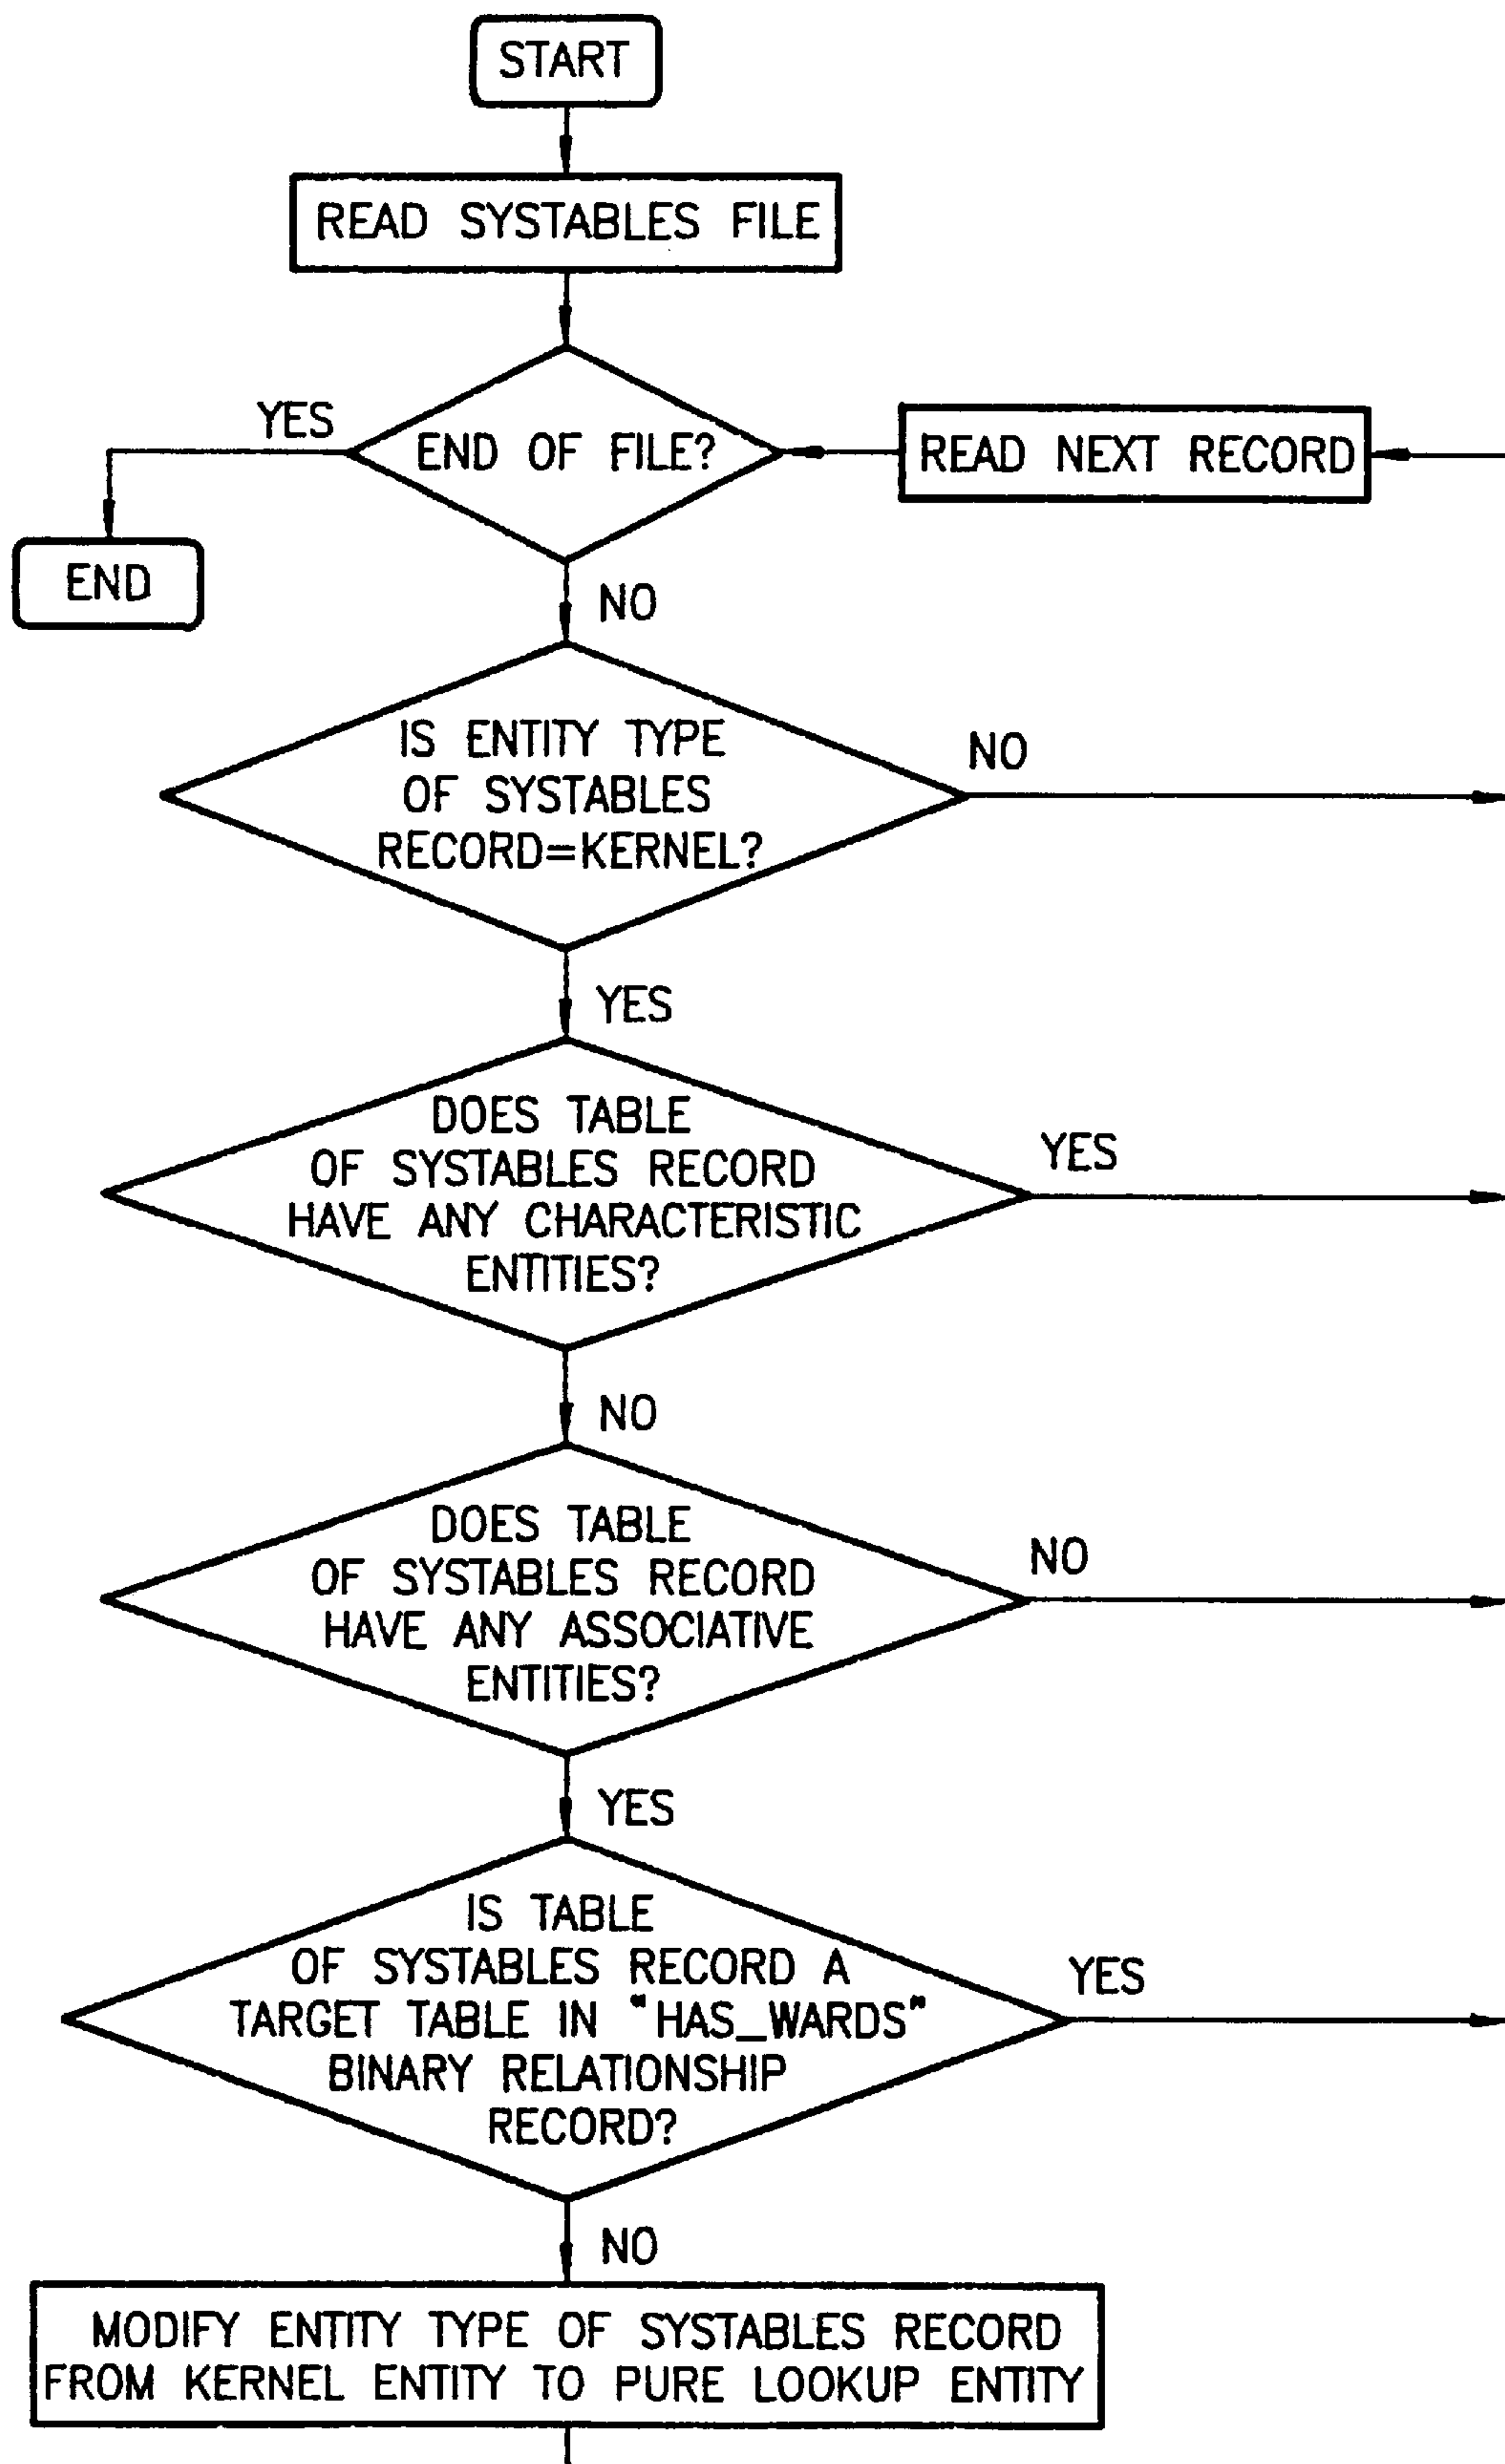 START
READ SYSTABLES FILE
YES
END OF FILE?
READ NEXT RECORD
END
NO
IS ENTITY TYPE
OF SYSTABLES
RECORD=KERNEL?
NO
YES
DOES TABLE
OF SYSTABLES RECORD
HAVE ANY CHARACTERISTIC
ENTITIES?
YES
NO
DOES TABLE
OF SYSTABLES RECORD
HAVE ANY ASSOCIATIVE
ENTITIES?
NO
YES
IS TABLE
OF SYSTABLES RECORD A
TARGET TABLE IN "HAS_WARDS"
BINARY RELATIONSHIP
RECORD?
YES
NO
MODIFY ENTITY TYPE OF SYSTABLES RECORD
FROM KERNEL ENTITY TO PURE LOOKUP ENTITY